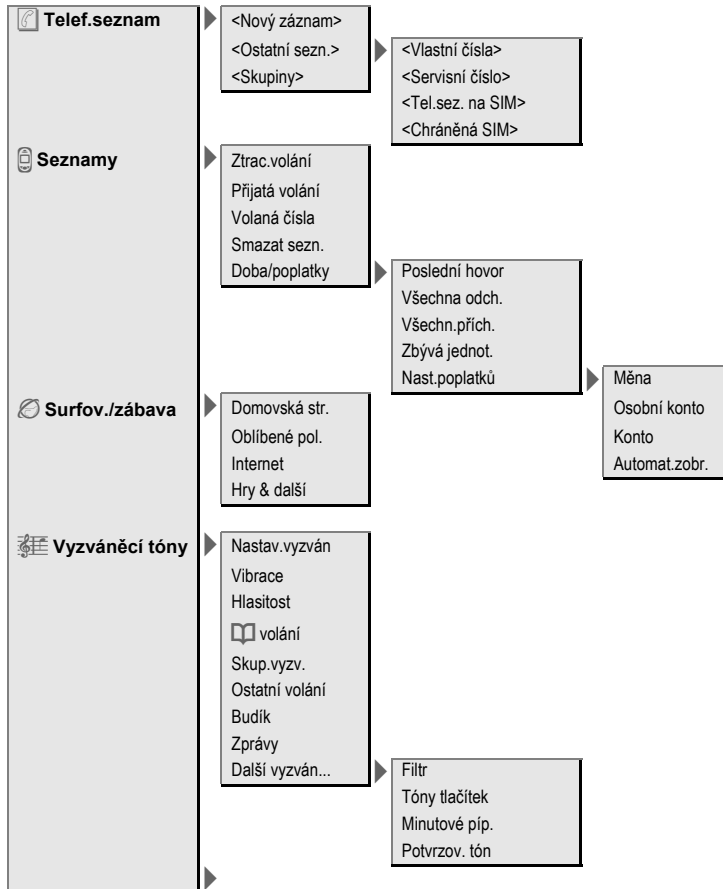 Telef.seznam
<Nový záznam>
<Ostatní sezn.>
<Skupiny>
<Vlastní čísla>
<Servisní číslo>
<Tel.sez. na SIM>
<Chráněná SIM>
Seznamy
Ztrac.volání
Přijatá volání
Volaná čísla
Smazat sezn.
Doba/poplatky
Poslední hovor
Všechna odch.
Všechn.přích.
Zbývá jednot.
Nast.poplatků
Měna
Osobní konto
Konto
Automat.zobr.
Surfov./zábava
Domovská str.
Oblíbené pol.
Internet
Hry & další
Vyzváněcí tóny
Nastav.vyzván
Vibrace
Hlasitost
volání
Skup.vyzv.
Ostatní volání
Budík
Zprávy
Další vyzván...
Filtr
Tóny tlačítek
Minutové píp.
Potvrzov. tón